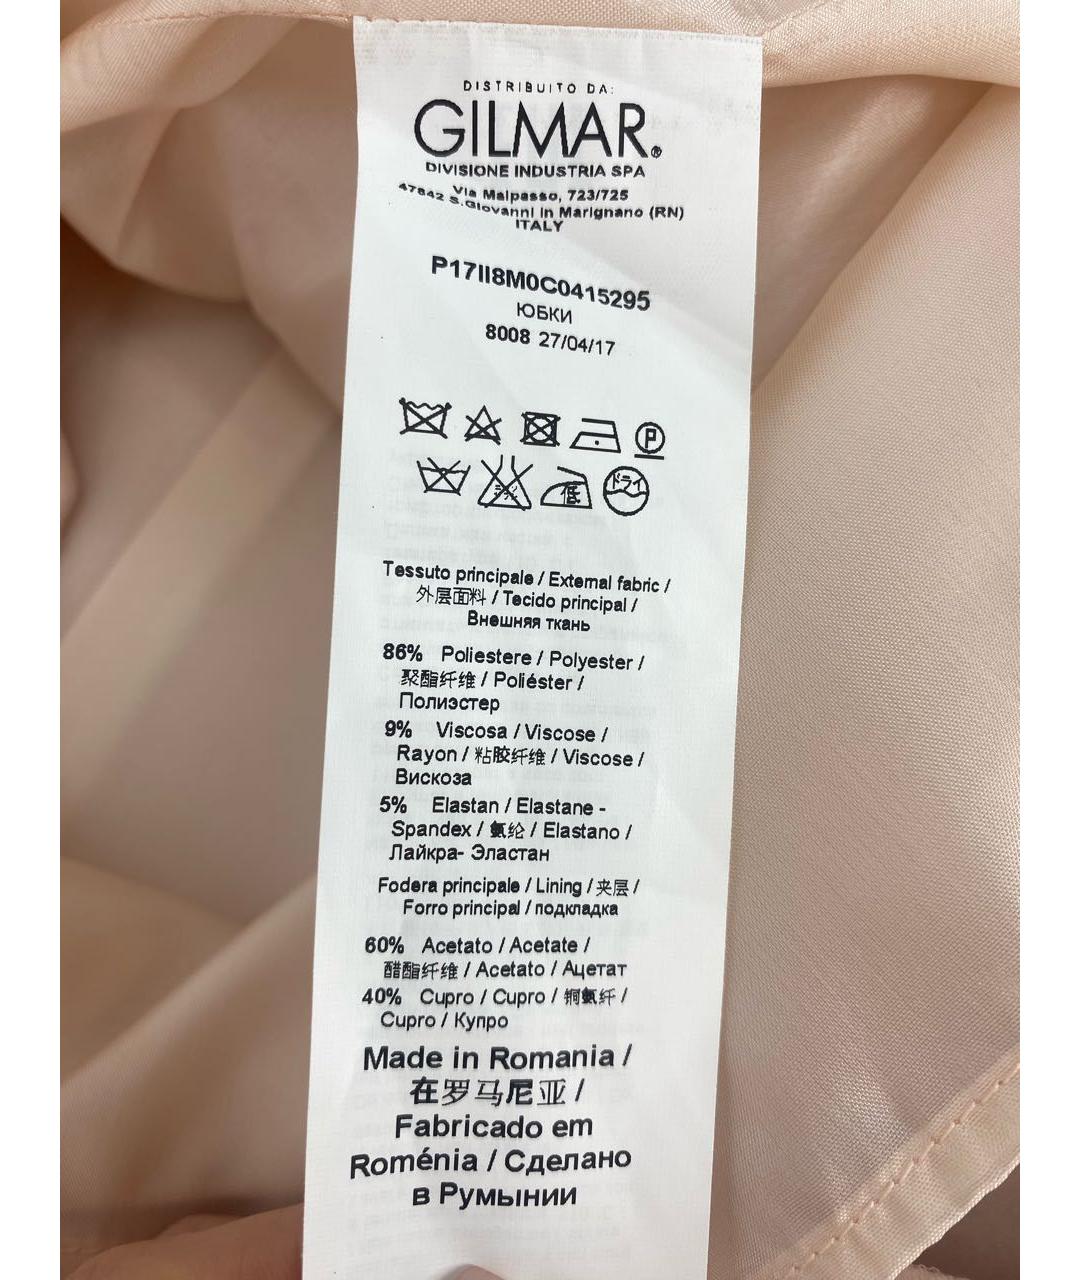 DISTRIBUITO DA:
GILMAR®
DIVISIONE INDUSTRIA SPA
Via Malpasso, 723/725
47842 S.Giovanni in Marignano (RN)
ITALY
P17II8M0C0415295
ЮБКИ
8008 27/04/17
P
ドライ
低
Tessuto principale / External fabric /
外层面料 / Tecido principal /
Внешняя ткань
86% Poliestere / Polyester /
聚酯纤维 / Poliéster /
Полиэстер
9% Viscosa / Viscose /
Rayon / 粘胶纤维 / Viscose /
Вискоза
5% Elastan / Elastane -
Spandex / 氨纶 / Elastano /
Лайкра- Эластан
Fodera principale / Lining / 夹层 /
Forro principal / подкладка
60% Acetato / Acetate /
醋酯纤维 / Acetato / Ацетат
40% Cupro / Cupro / 铜氨纤 /
Cupro / Купро
Made in Romania /
在罗马尼亚 /
Fabricado em
Roménia / Сделано
в Румынии